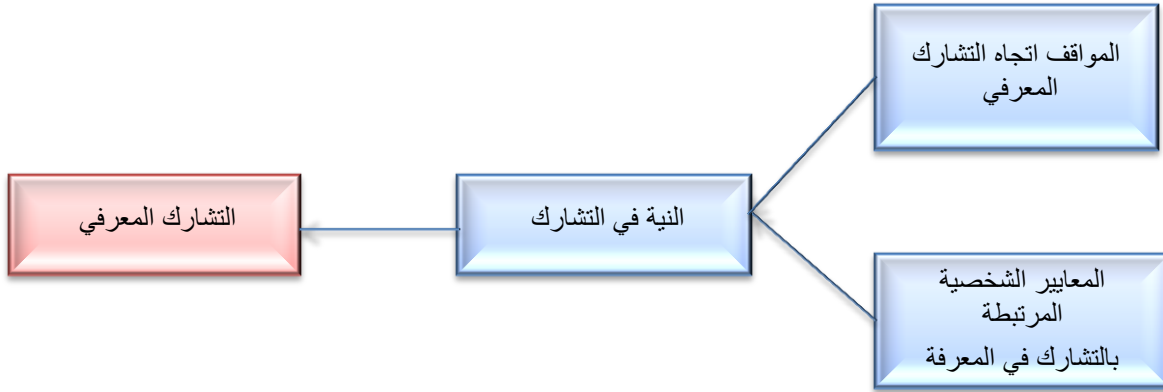 المواقف اتجاه التشارك
المعرفي
النية في التشارك
التشارك المعرفي
المعايير الشخصية
المرتبطة
بالتشارك في المعرفة